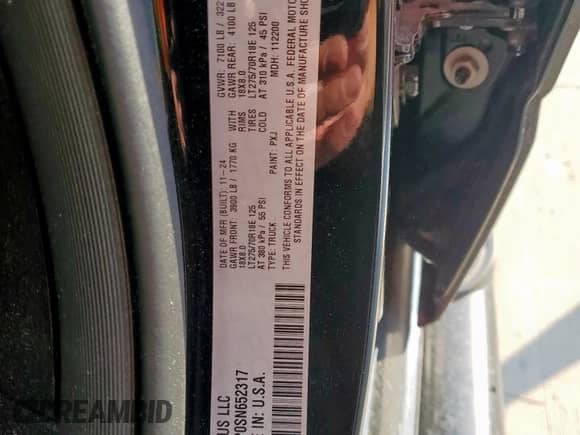 DATE OF MFR (BUILT): 11-24 GVWR: 7100 LB / 322
GAWR FRONT: 3900 LB / 1770 KG WITH GAWR REAR: 4100 LB
18X8.0 RIMS 18X8.0
LT275/70R18E 125 TIRES LT275/70R18E 125
AT 380 kPa / 55 PSI COLD AT 310 kPa / 45 PSI
TYPE: TRUCK PAINT: PXJ MDH: 112200
THIS VEHICLE CONFORMS TO ALL APPLICABLE U.S.A. FEDERAL MOTOR
STANDARDS IN EFFECT ON THE DATE OF MANUFACTURE SHO
US LLC
0SN652317
IN: U.S.A.
SCREAMBID